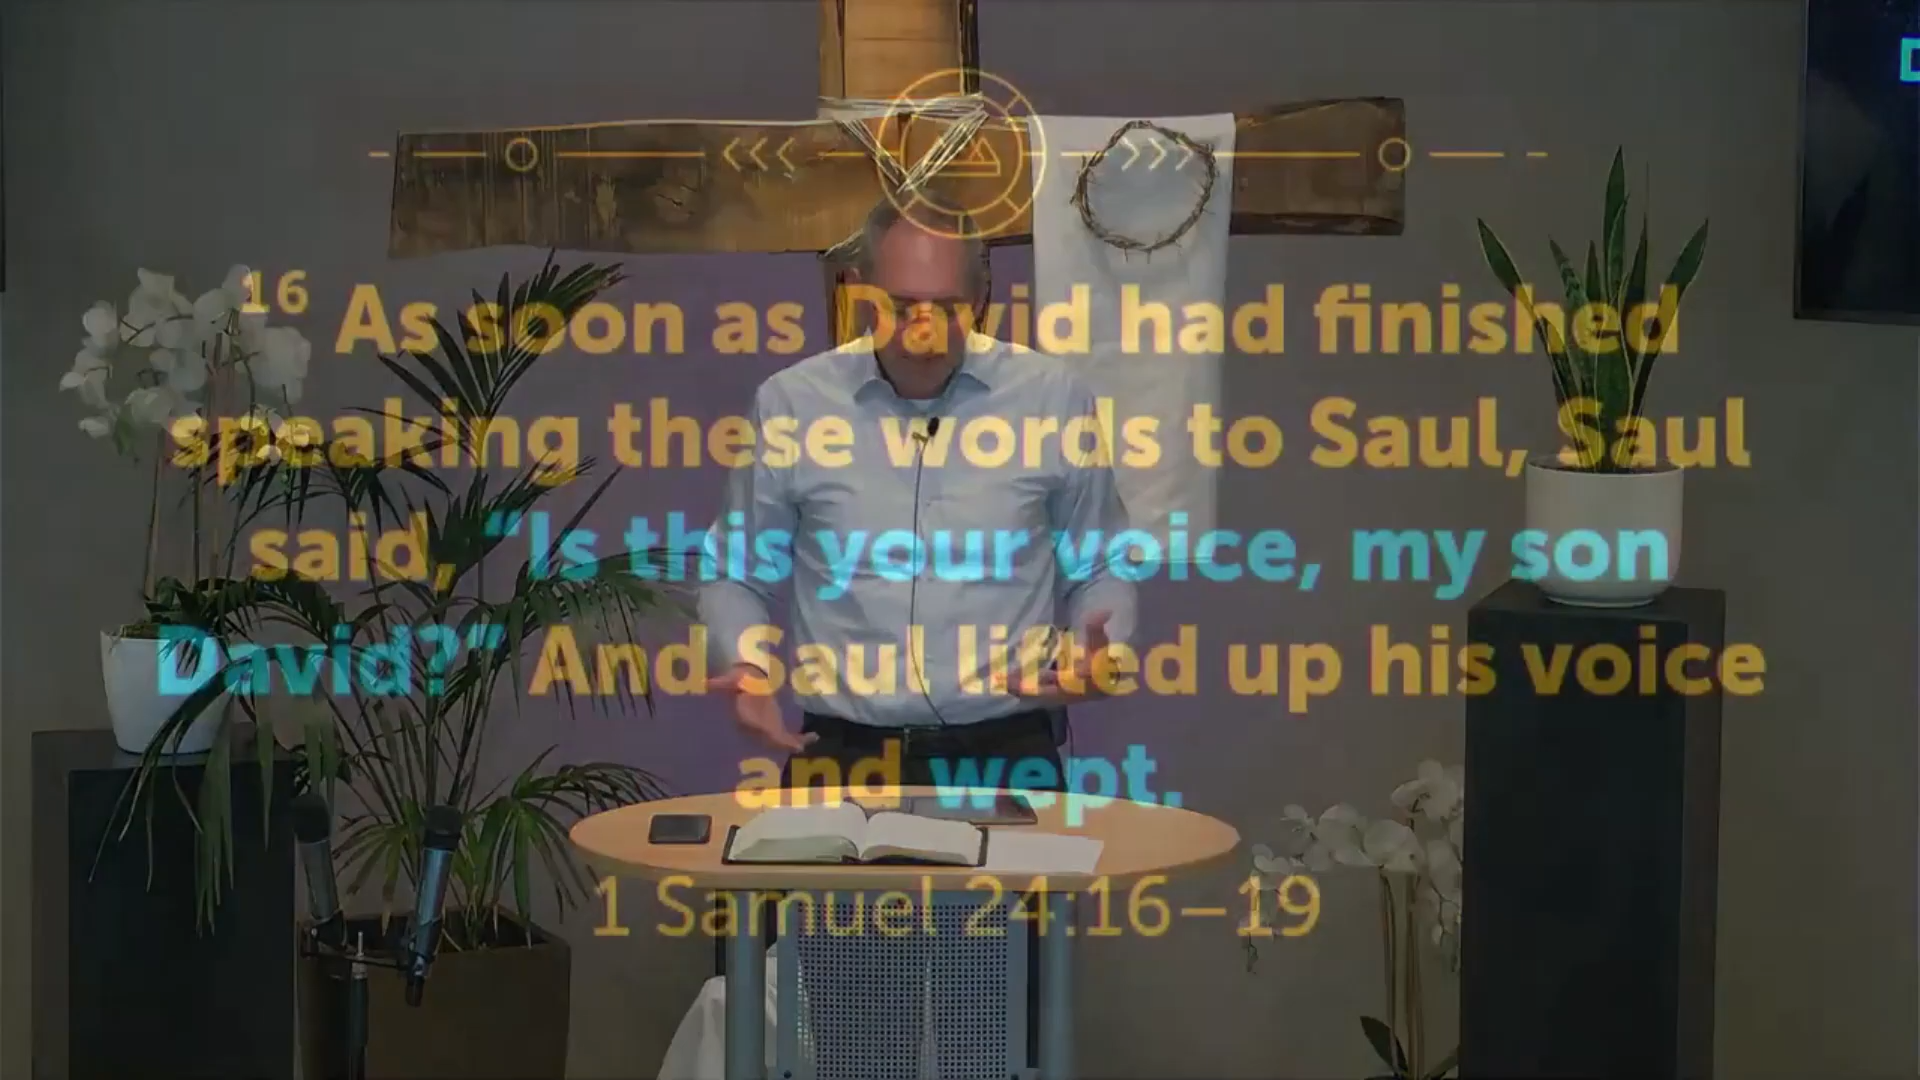 16 As soon as David had finished
speaking these words to Saul, Saul
said, “Is this your voice, my son
David?” And Saul lifted up his voice
and wept.
1 Samuel 24:16–19